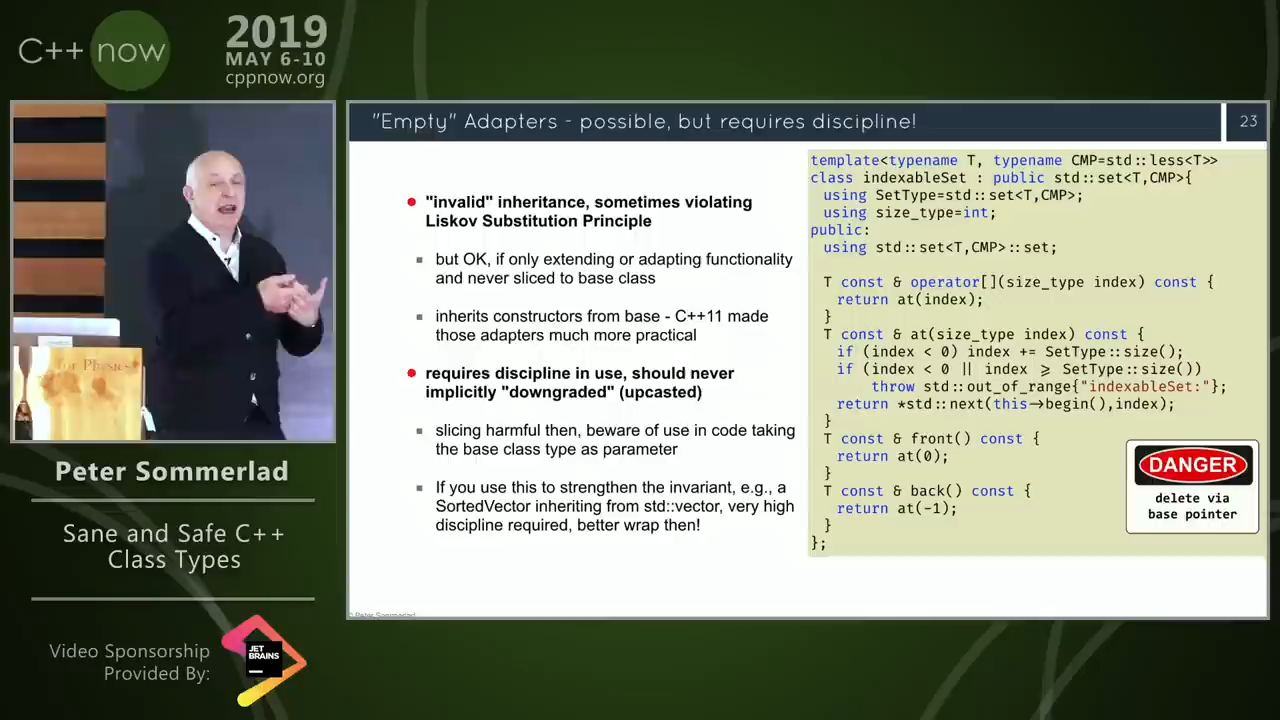 C++ now
2019
MAY 6-10
cppnow.org
for Physics
Peter Sommerlad
Sane and Safe C++
Class Types
Video Sponsorship
Provided By:
JET
BRAINS
"Empty" Adapters - possible, but requires discipline!
23
"invalid" inheritance, sometimes violating
Liskov Substitution Principle
but OK, if only extending or adapting functionality
and never sliced to base class
inherits constructors from base - C++11 made
those adapters much more practical
requires discipline in use, should never
implicitly "downgraded" (upcasted)
slicing harmful then, beware of use in code taking
the base class type as parameter
If you use this to strengthen the invariant, e.g., a
SortedVector inheriting from std::vector, very high
discipline required, better wrap then!
template<typename T, typename CMP=std::less<T>>
class indexableSet : public std::set<T,CMP>{
using SetType=std::set<T,CMP>;
using size_type=int;
public:
using std::set<T,CMP>::set;
T const & operator[](size_type index) const {
return at(index);
}
T const & at(size_type index) const {
if (index < 0) index += SetType::size();
if (index < 0 || index >= SetType::size())
throw std::out_of_range{"indexableSet:"};
return *std::next(this->begin(),index);
}
T const & front() const {
return at(0);
}
T const & back() const {
return at(-1);
}
};
DANGER
delete via
base pointer
© Peter Sommerlad